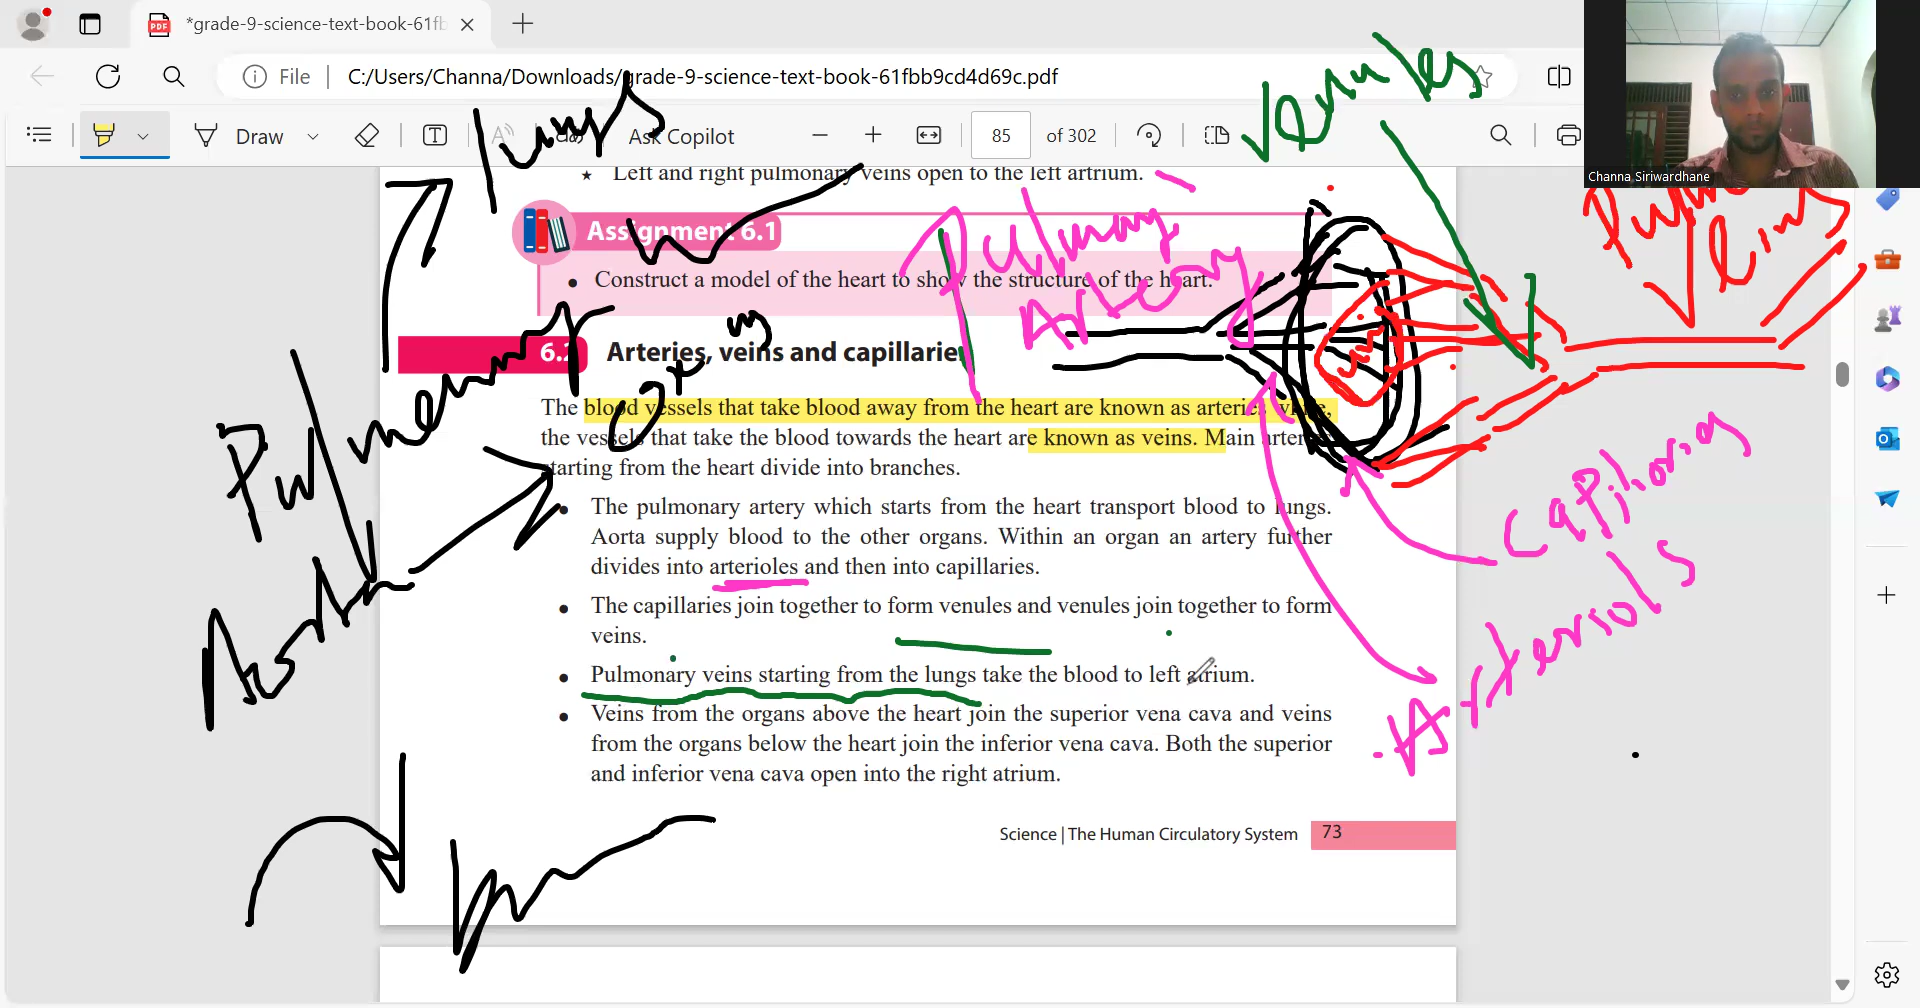 *grade-9-science-text-book-61fb
File
C:/Users/Channa/Downloads/grade-9-science-text-book-61fbb9cd4d69c.pdf
Draw
Ask Copilot
85 of 302
Channa Siriwardhane
lungs
Venules
★ Left and right pulmonary veins open to the left artrium.
Assignment 6.1
• Construct a model of the heart to show the structure of the heart.
6.2 Arteries, veins and capillaries
The blood vessels that take blood away from the heart are known as arteries while,
the vessels that take the blood towards the heart are known as veins. Main arteries
starting from the heart divide into branches.
• The pulmonary artery which starts from the heart transport blood to lungs.
Aorta supply blood to the other organs. Within an organ an artery further
divides into arterioles and then into capillaries.
• The capillaries join together to form venules and venules join together to form
veins.
• Pulmonary veins starting from the lungs take the blood to left atrium.
• Veins from the organs above the heart join the superior vena cava and veins
from the organs below the heart join the inferior vena cava. Both the superior
and inferior vena cava open into the right atrium.
Science | The Human Circulatory System 73
Artery
Arteriols